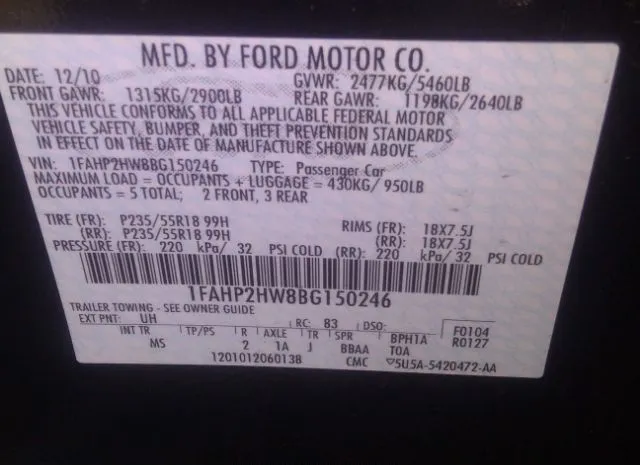 MFD. BY FORD MOTOR CO.
DATE: 12/10 GVWR: 2477KG/5460LB
FRONT GAWR: 1315KG/2900LB REAR GAWR: 1198KG/2640LB
THIS VEHICLE CONFORMS TO ALL APPLICABLE FEDERAL MOTOR
VEHICLE SAFETY, BUMPER, AND THEFT PREVENTION STANDARDS
IN EFFECT ON THE DATE OF MANUFACTURE SHOWN ABOVE.
VIN: 1FAHP2HW8BG150246 TYPE: Passenger Car
MAXIMUM LOAD = OCCUPANTS + LUGGAGE = 430KG/ 950LB
OCCUPANTS = 5 TOTAL; 2 FRONT, 3 REAR
TIRE (FR): P235/55R18 99H RIMS (FR): 18X7.5J
(RR): P235/55R18 99H (RR): 18X7.5J
PRESSURE (FR): 220 kPa/ 32 PSI COLD (RR): 220 kPa/ 32 PSI COLD
1FAHP2HW8BG150246
TRAILER TOWING - SEE OWNER GUIDE
EXT PNT: UH RC: 83 DSO: F0104
INT TR TP/PS R AXLE TR SPR BPH1A R0127
MS 2 1A J BBAA TOA
1201012060138 CMC ▽5U5A-5420472-AA